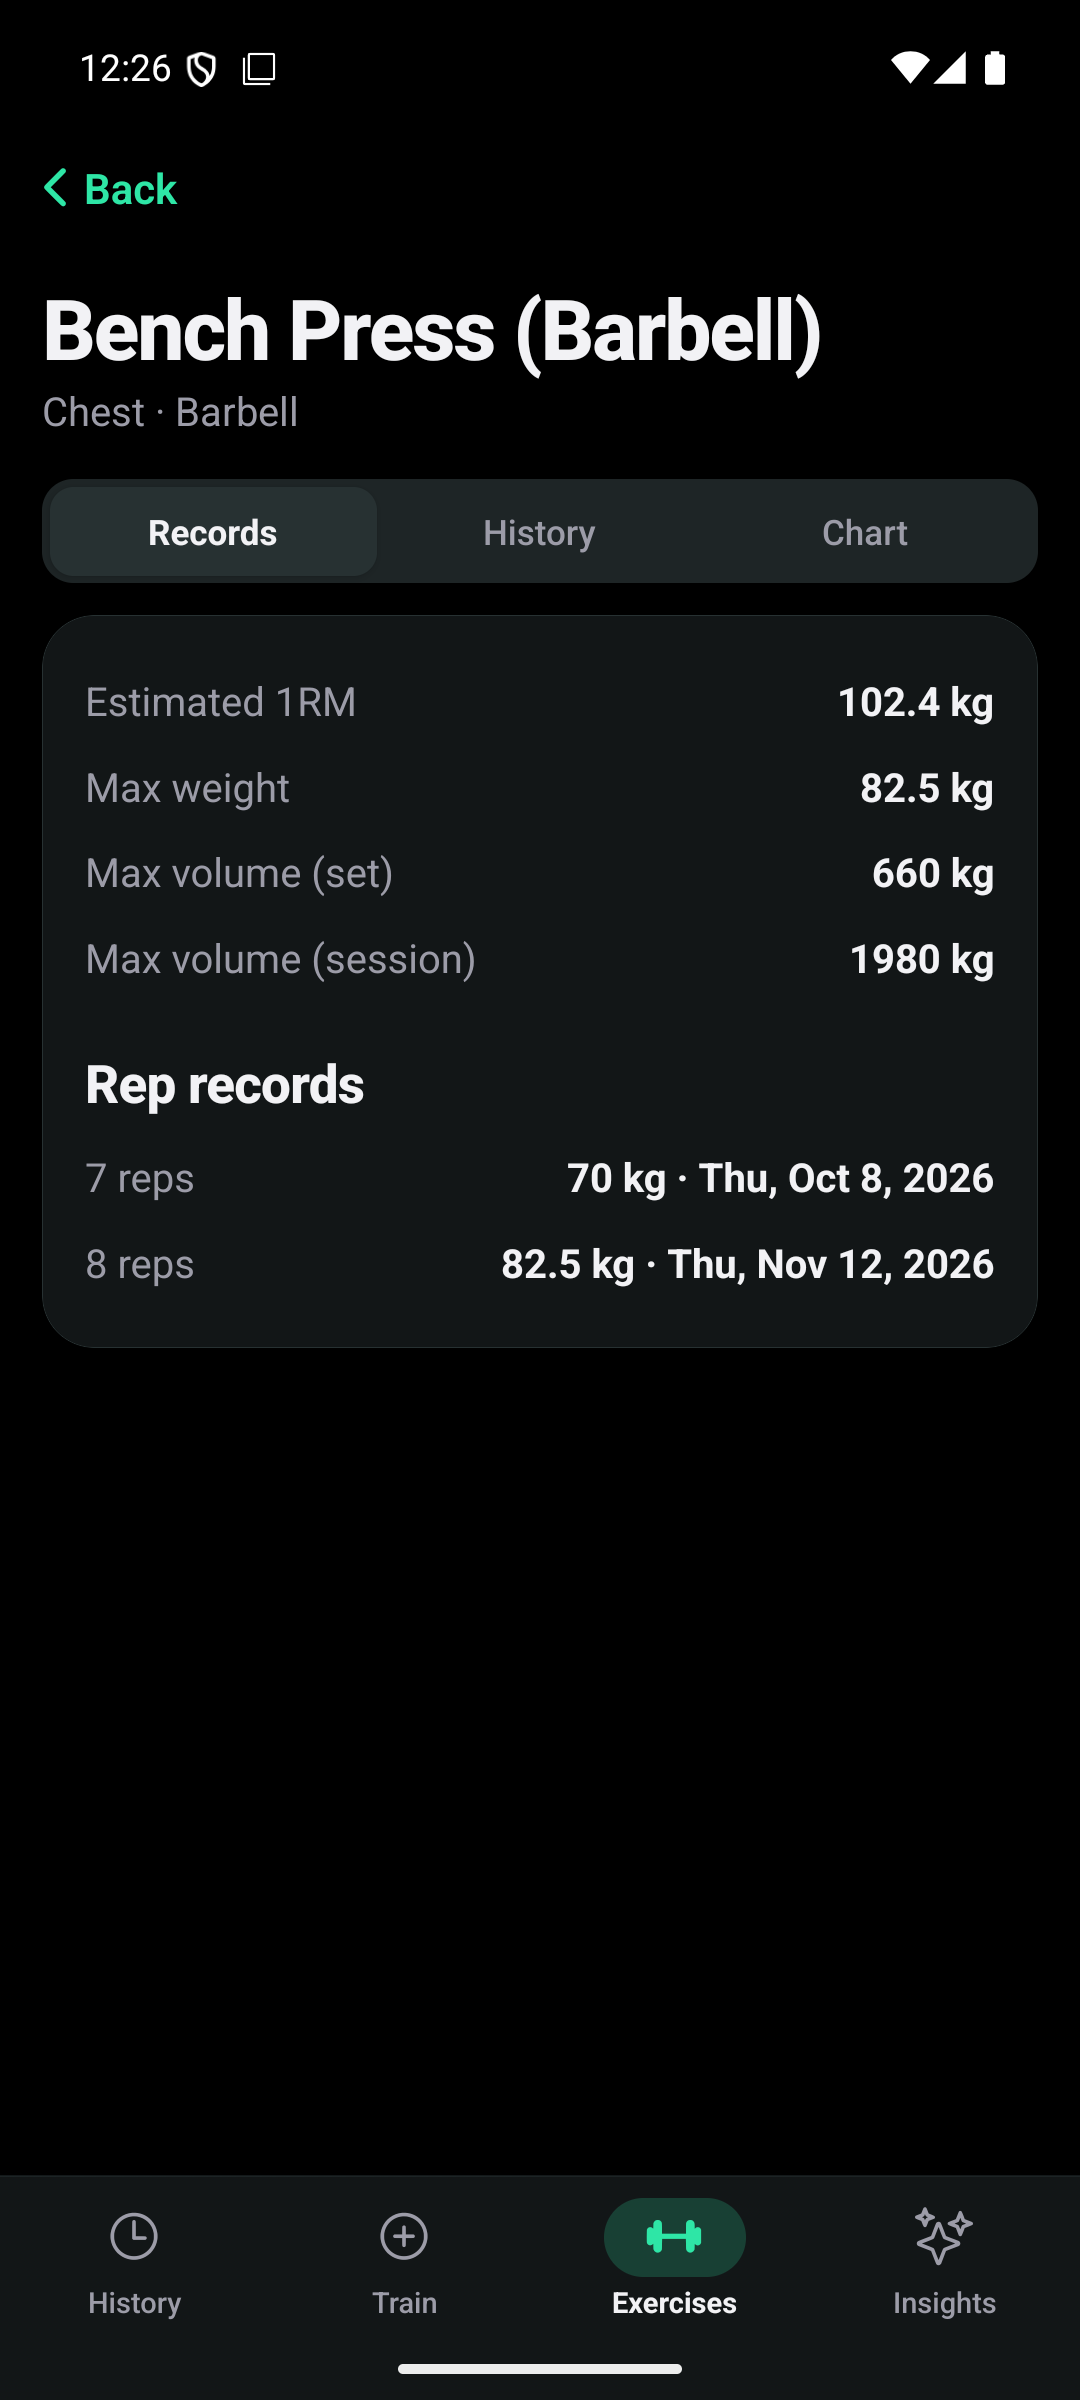 12:26
Back
Bench Press (Barbell)
Chest · Barbell
Records History Chart
Estimated 1RM 102.4 kg
Max weight 82.5 kg
Max volume (set) 660 kg
Max volume (session) 1980 kg
Rep records
7 reps 70 kg · Thu, Oct 8, 2026
8 reps 82.5 kg · Thu, Nov 12, 2026
History Train Exercises Insights